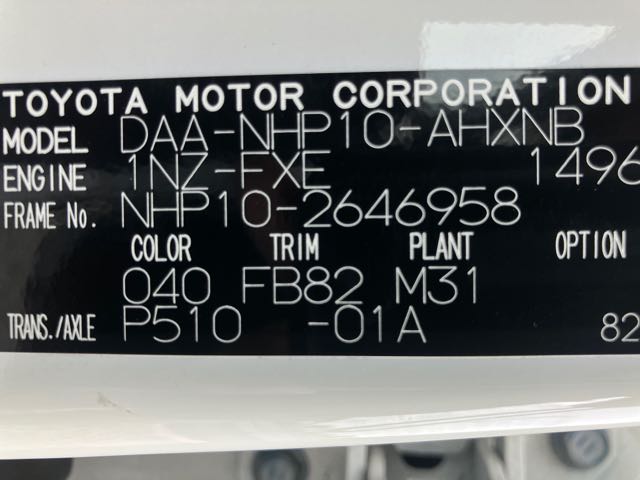 TOYOTA MOTOR CORPORATION
MODEL DAA-NHP10-AHXNB
ENGINE 1NZ-FXE 1496
FRAME No. NHP10-2646958
COLOR TRIM PLANT OPTION
040 FB82 M31
TRANS./AXLE P510 -01A 82